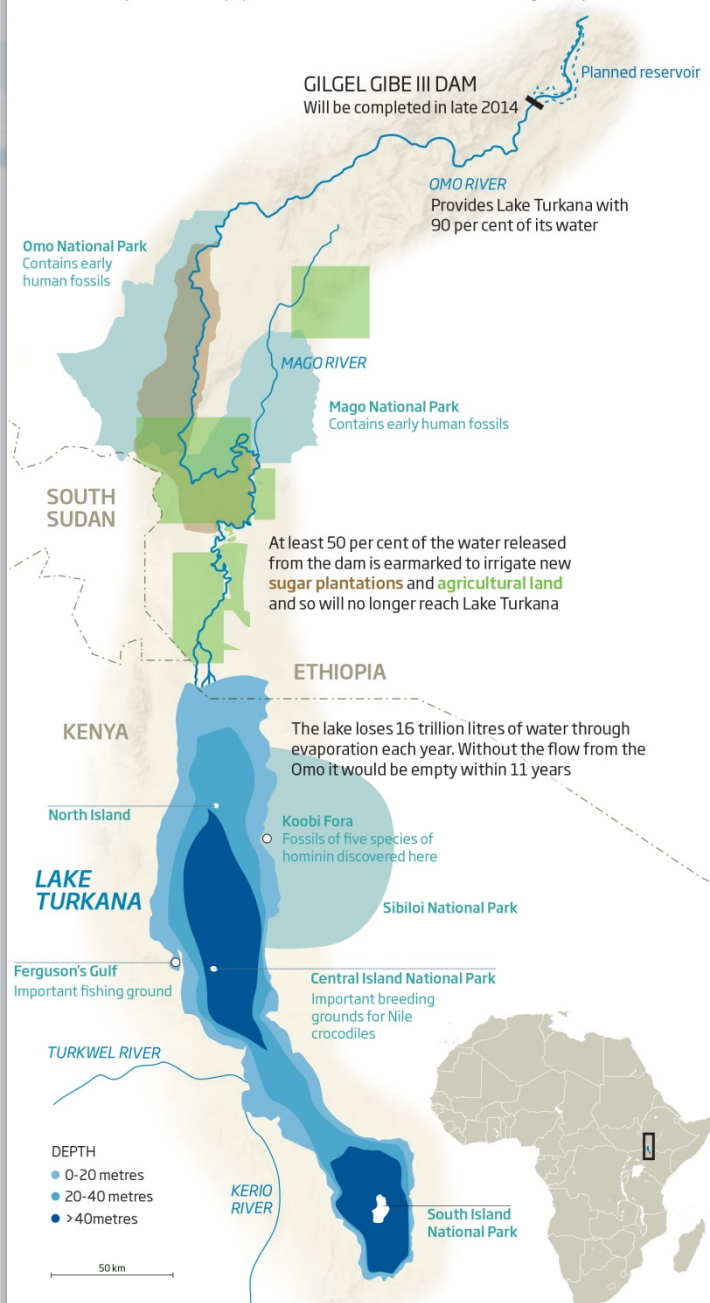 GILGEL GIBE III DAM
Will be completed in late 2014
Planned reservoir
OMO RIVER
Provides Lake Turkana with
90 per cent of its water
Omo National Park
Contains early
human fossils
MAGO RIVER
Mago National Park
Contains early human fossils
SOUTH
SUDAN
At least 50 per cent of the water released
from the dam is earmarked to irrigate new
sugar plantations and agricultural land
and so will no longer reach Lake Turkana
ETHIOPIA
KENYA
The lake loses 16 trillion litres of water through
evaporation each year. Without the flow from the
Omo it would be empty within 11 years
North Island
Koobi Fora
Fossils of five species of
hominin discovered here
LAKE
TURKANA
Sibiloi National Park
Ferguson's Gulf
Important fishing ground
Central Island National Park
Important breeding
grounds for Nile
crocodiles
TURKWEL RIVER
DEPTH
0-20 metres
20-40 metres
>40metres
KERIO
RIVER
South Island
National Park
50 km